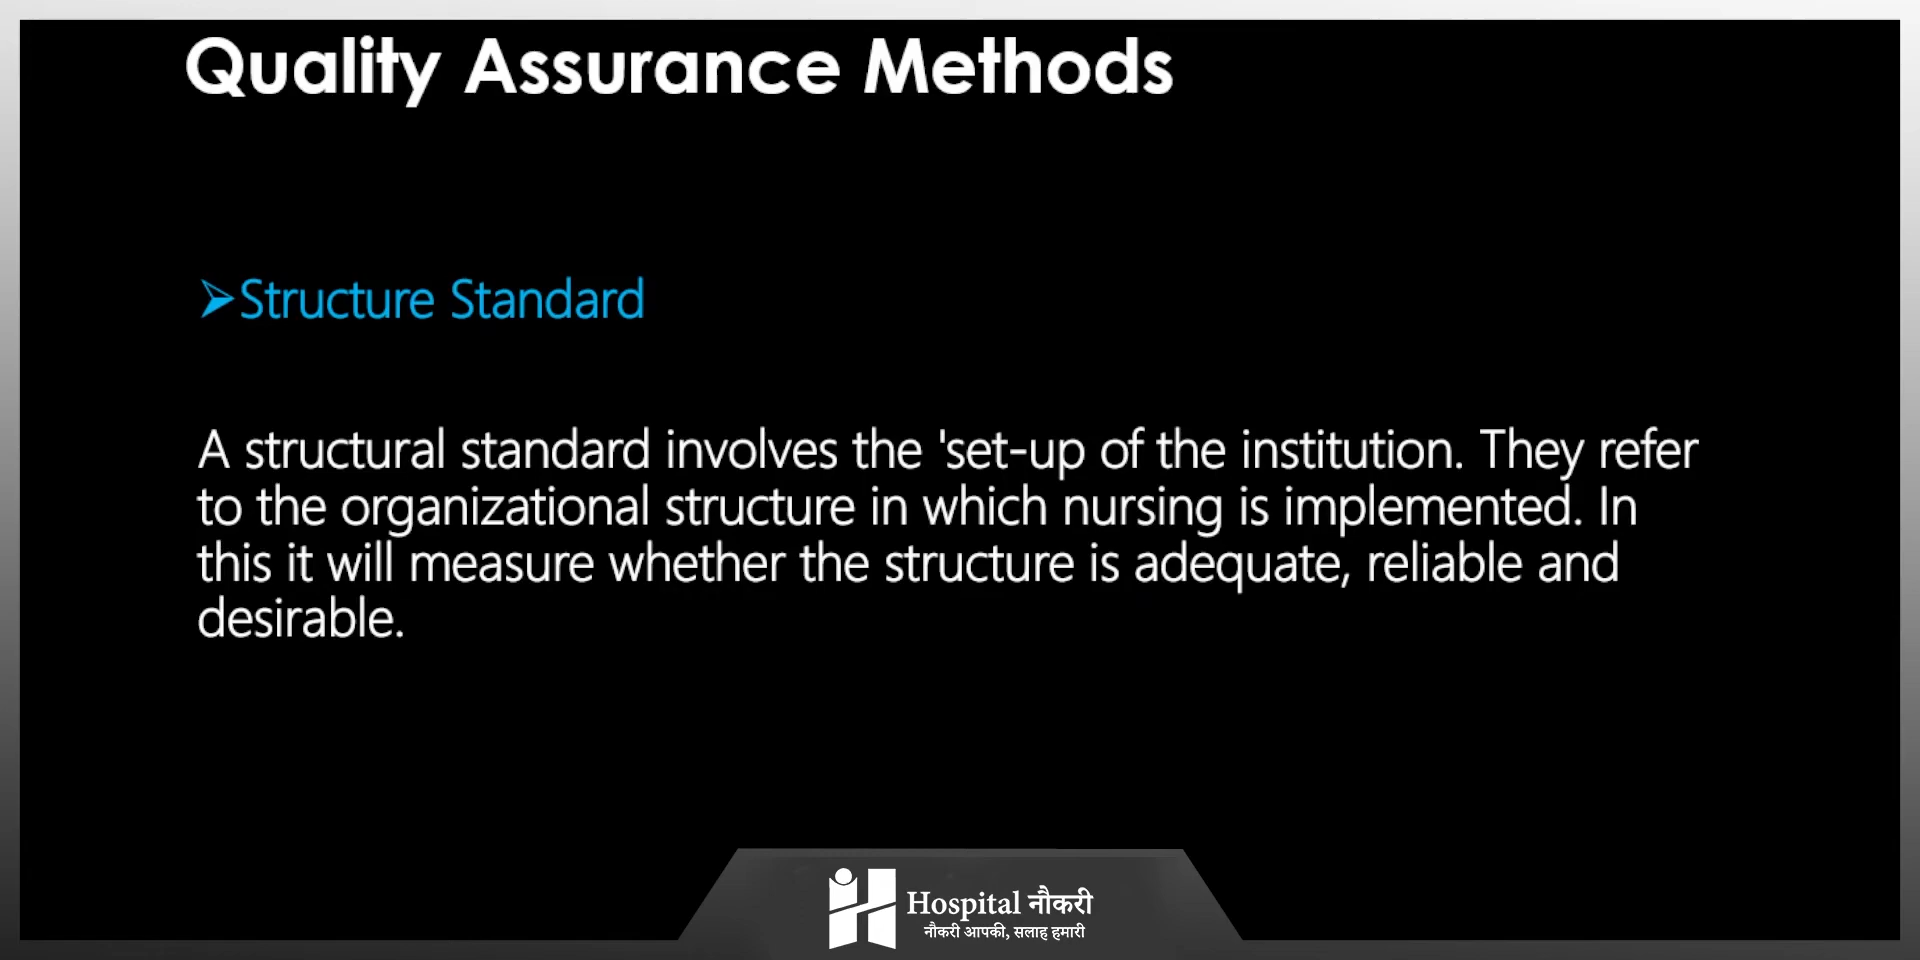 Quality Assurance Methods
➢Structure Standard
A structural standard involves the 'set-up of the institution. They refer
to the organizational structure in which nursing is implemented. In
this it will measure whether the structure is adequate, reliable and
desirable.
Hospital नौकरी
नौकरी आपकी, सलाह हमारी